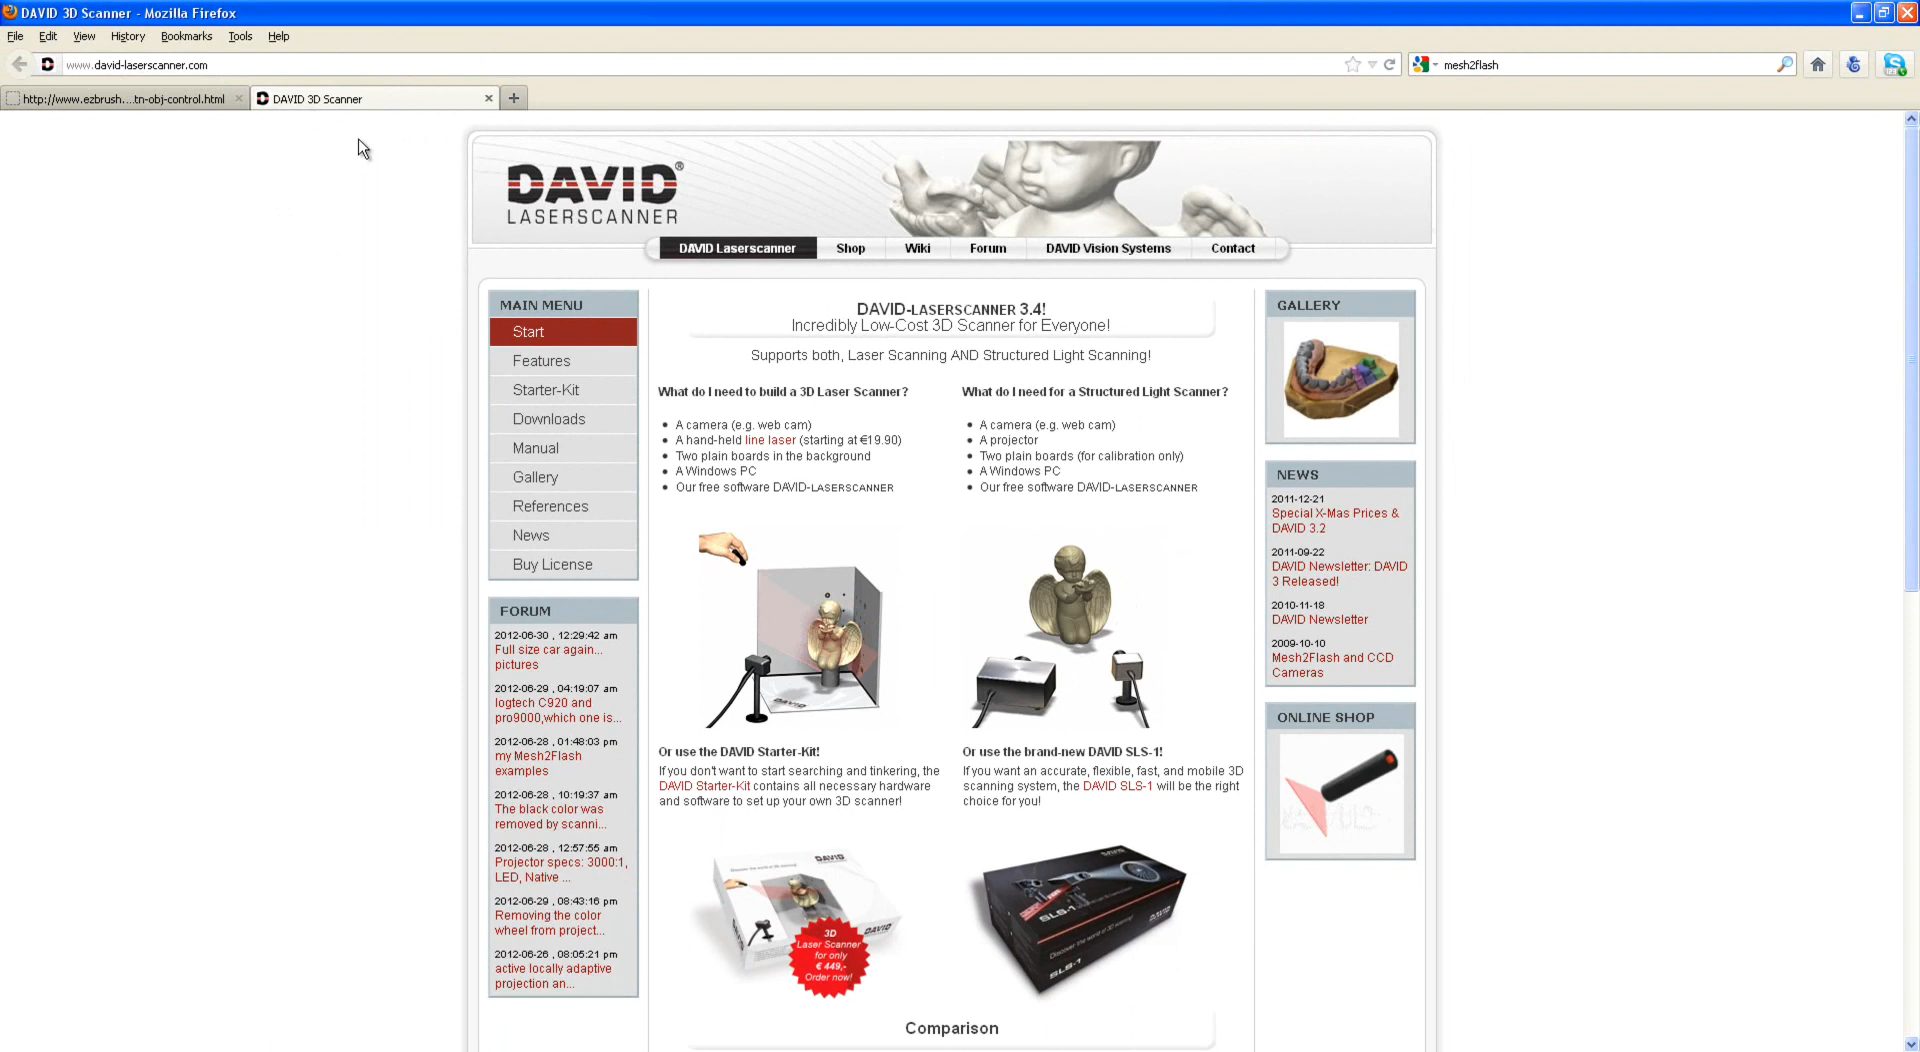 DAVID 3D Scanner - Mozilla Firefox
File Edit View History Bookmarks Tools Help
www.david-laserscanner.com
mesh2flash
http://www.ezbrush....tn-obj-control.html
DAVID 3D Scanner
DAVID®
LASERSCANNER
DAVID Laserscanner Shop Wiki Forum DAVID Vision Systems Contact
MAIN MENU
Start
Features
Starter-Kit
Downloads
Manual
Gallery
References
News
Buy License
FORUM
2012-06-30 , 12:29:42 am
Full size car again...
pictures
2012-06-29 , 04:19:07 am
logtech C920 and
pro9000,which one is...
2012-06-28 , 01:48:03 pm
my Mesh2Flash
examples
2012-06-28 , 10:19:37 am
The black color was
removed by scanni...
2012-06-28 , 12:57:55 am
Projector specs: 3000:1,
LED, Native ...
2012-06-29 , 08:43:16 pm
Removing the color
wheel from project...
2012-06-26 , 08:05:21 pm
active locally adaptive
projection an...
DAVID-LASERSCANNER 3.4!
Incredibly Low-Cost 3D Scanner for Everyone!
Supports both, Laser Scanning AND Structured Light Scanning!
What do I need to build a 3D Laser Scanner?
A camera (e.g. web cam)
A hand-held line laser (starting at €19.90)
Two plain boards in the background
A Windows PC
Our free software DAVID-LASERSCANNER
DAVID
Or use the DAVID Starter-Kit!
If you don't want to start searching and tinkering, the
DAVID Starter-Kit contains all necessary hardware
and software to set up your own 3D scanner!
DAVID
DAVID
3D
Laser Scanner
for only
€ 449,-
Order now!
What do I need for a Structured Light Scanner?
A camera (e.g. web cam)
A projector
Two plain boards (for calibration only)
A Windows PC
Our free software DAVID-LASERSCANNER
Or use the brand-new DAVID SLS-1!
If you want an accurate, flexible, fast, and mobile 3D
scanning system, the DAVID SLS-1 will be the right
choice for you!
DAVID
SLS-1
DAVID
Discover the world of 3D scanning!
SLS-1
Comparison
GALLERY
NEWS
2011-12-21
Special X-Mas Prices &
DAVID 3.2
2011-09-22
DAVID Newsletter: DAVID
3 Released!
2010-11-18
DAVID Newsletter
2009-10-10
Mesh2Flash and CCD
Cameras
ONLINE SHOP